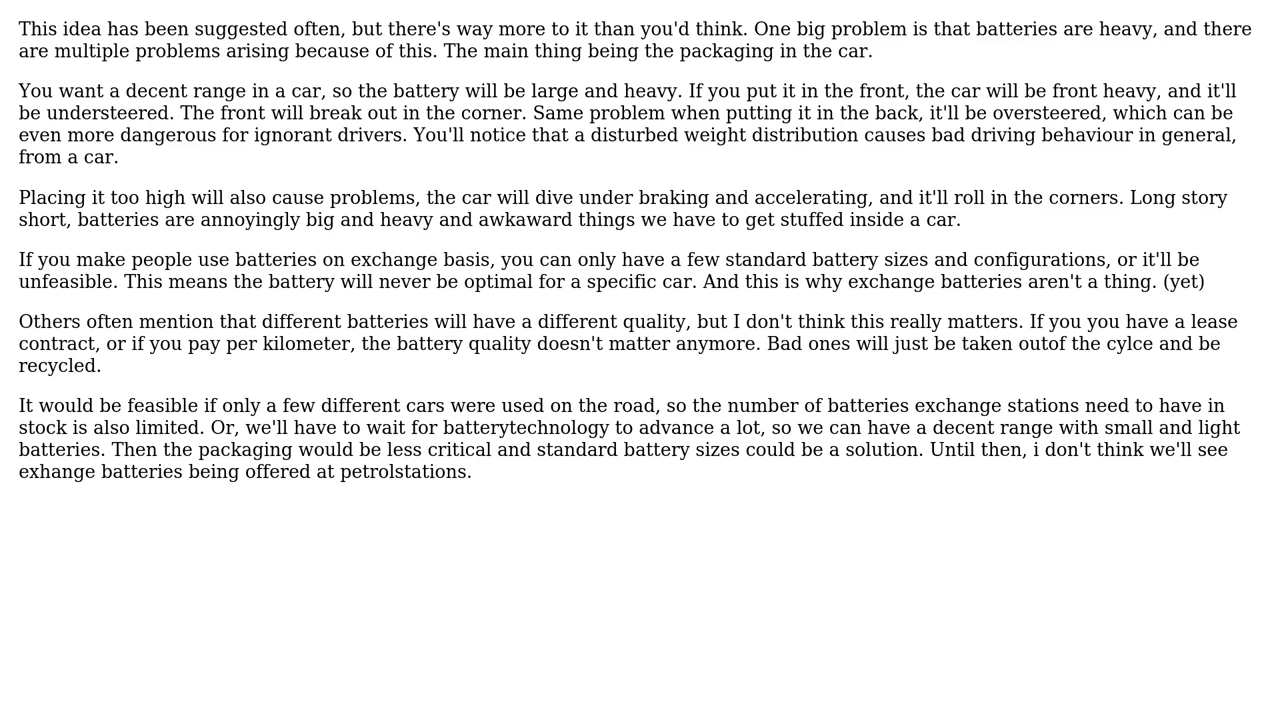 This idea has been suggested often, but there's way more to it than you'd think. One big problem is that batteries are heavy, and there
are multiple problems arising because of this. The main thing being the packaging in the car.
You want a decent range in a car, so the battery will be large and heavy. If you put it in the front, the car will be front heavy, and it'll
be understeered. The front will break out in the corner. Same problem when putting it in the back, it'll be oversteered, which can be
even more dangerous for ignorant drivers. You'll notice that a disturbed weight distribution causes bad driving behaviour in general,
from a car.
Placing it too high will also cause problems, the car will dive under braking and accelerating, and it'll roll in the corners. Long story
short, batteries are annoyingly big and heavy and awkaward things we have to get stuffed inside a car.
If you make people use batteries on exchange basis, you can only have a few standard battery sizes and configurations, or it'll be
unfeasible. This means the battery will never be optimal for a specific car. And this is why exchange batteries aren't a thing. (yet)
Others often mention that different batteries will have a different quality, but I don't think this really matters. If you you have a lease
contract, or if you pay per kilometer, the battery quality doesn't matter anymore. Bad ones will just be taken outof the cylce and be
recycled.
It would be feasible if only a few different cars were used on the road, so the number of batteries exchange stations need to have in
stock is also limited. Or, we'll have to wait for batterytechnology to advance a lot, so we can have a decent range with small and light
batteries. Then the packaging would be less critical and standard battery sizes could be a solution. Until then, i don't think we'll see
exhange batteries being offered at petrolstations.